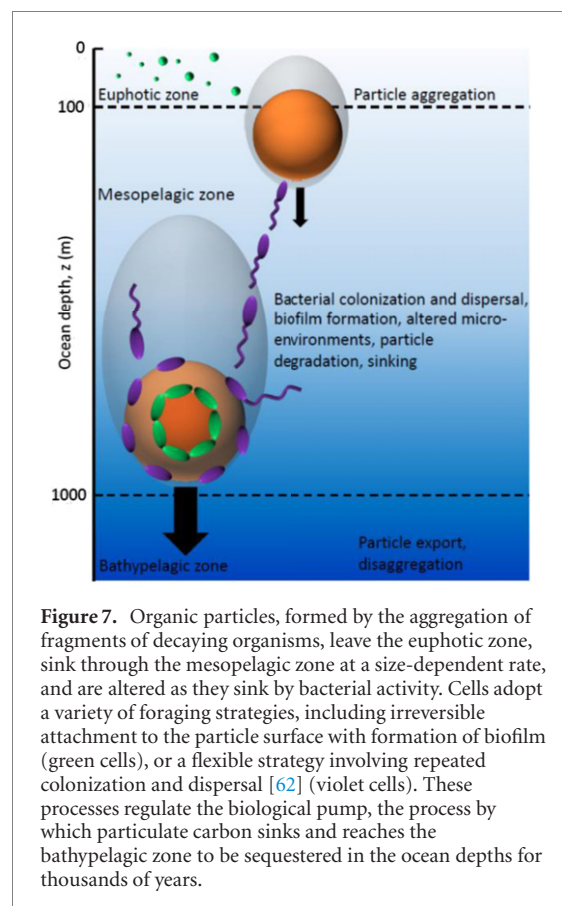 0
Euphotic zone
Particle aggregation
100
Mesopelagic zone
Ocean depth, z (m)
Bacterial colonization and dispersal,
biofilm formation, altered micro-
environments, particle
degradation, sinking
1000
Particle export,
disaggregation
Bathypelagic zone
Figure 7. Organic particles, formed by the aggregation of
fragments of decaying organisms, leave the euphotic zone,
sink through the mesopelagic zone at a size-dependent rate,
and are altered as they sink by bacterial activity. Cells adopt
a variety of foraging strategies, including irreversible
attachment to the particle surface with formation of biofilm
(green cells), or a flexible strategy involving repeated
colonization and dispersal [62] (violet cells). These
processes regulate the biological pump, the process by
which particulate carbon sinks and reaches the
bathypelagic zone to be sequestered in the ocean depths for
thousands of years.